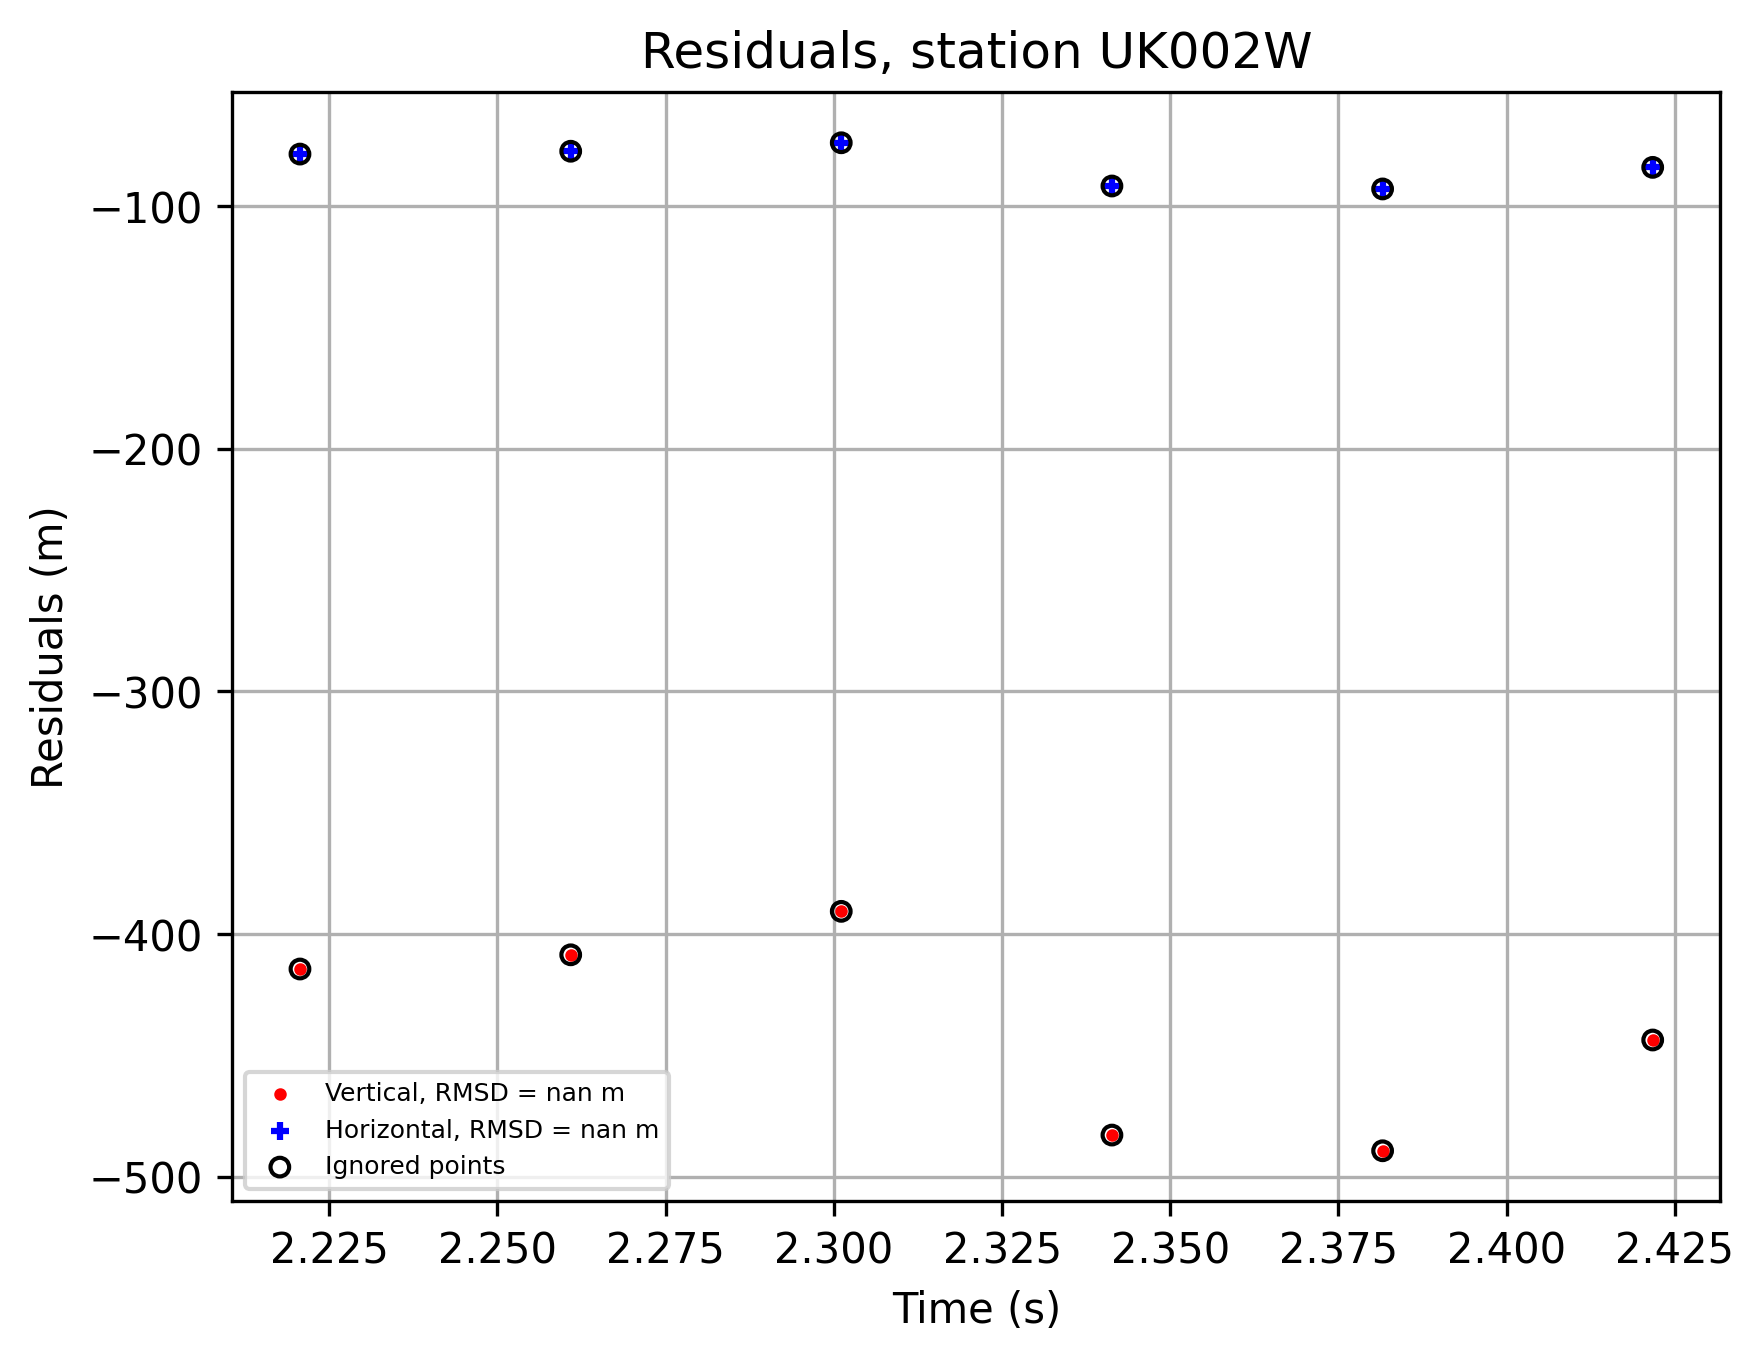 Residuals, station UK002W
−100
−200
−300
−400
−500
Residuals (m)
Vertical, RMSD = nan m
Horizontal, RMSD = nan m
Ignored points
2.225 2.250 2.275 2.300 2.325 2.350 2.375 2.400 2.425
Time (s)